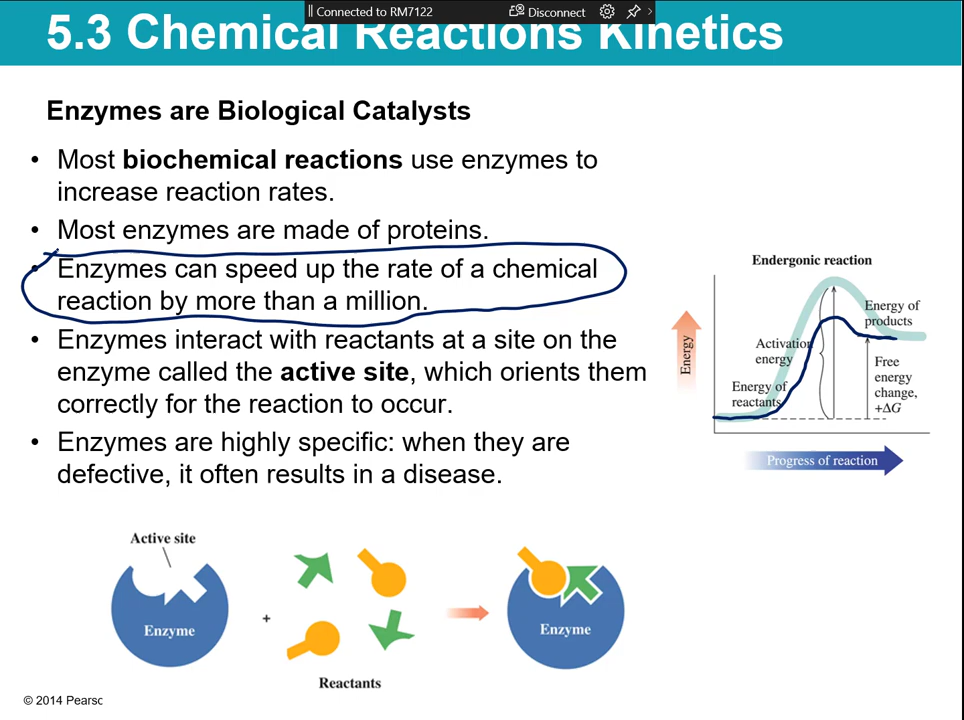 Connected to RM7122
Disconnect
5.3 Chemical Reactions Kinetics
Enzymes are Biological Catalysts
• Most biochemical reactions use enzymes to
increase reaction rates.
• Most enzymes are made of proteins.
• Enzymes can speed up the rate of a chemical
reaction by more than a million.
• Enzymes interact with reactants at a site on the
enzyme called the active site, which orients them
correctly for the reaction to occur.
• Enzymes are highly specific: when they are
defective, it often results in a disease.
Endergonic reaction
Energy
Energy of
products
Activation
energy
Energy of
reactants
Free
energy
change,
+ΔG
Progress of reaction
Active site
Enzyme
+
Reactants
Enzyme
© 2014 Pearsc